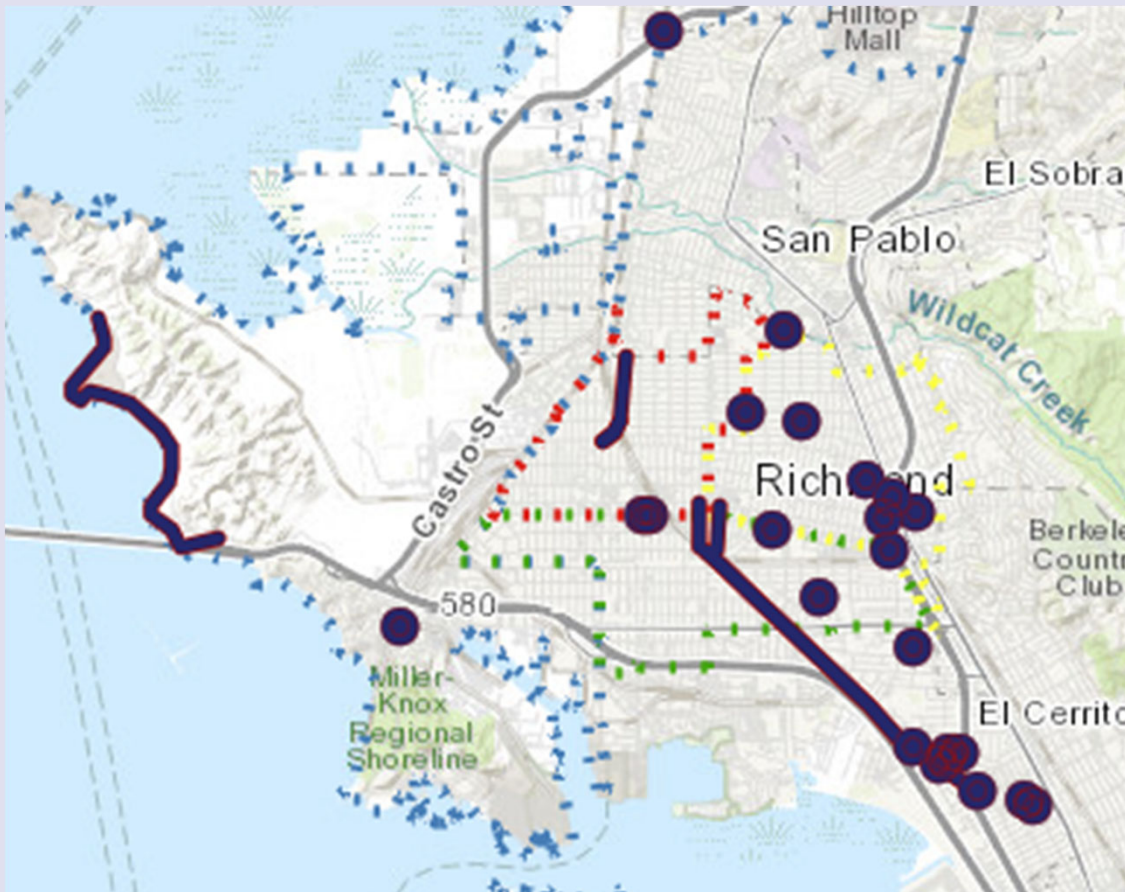 Hilltop
Mall
El Sobra
San Pablo
Wildcat Creek
Castro St
Richmond
Berkele
Countr
Club
580
Miller-
Knox
Regional
Shoreline
El Cerrito